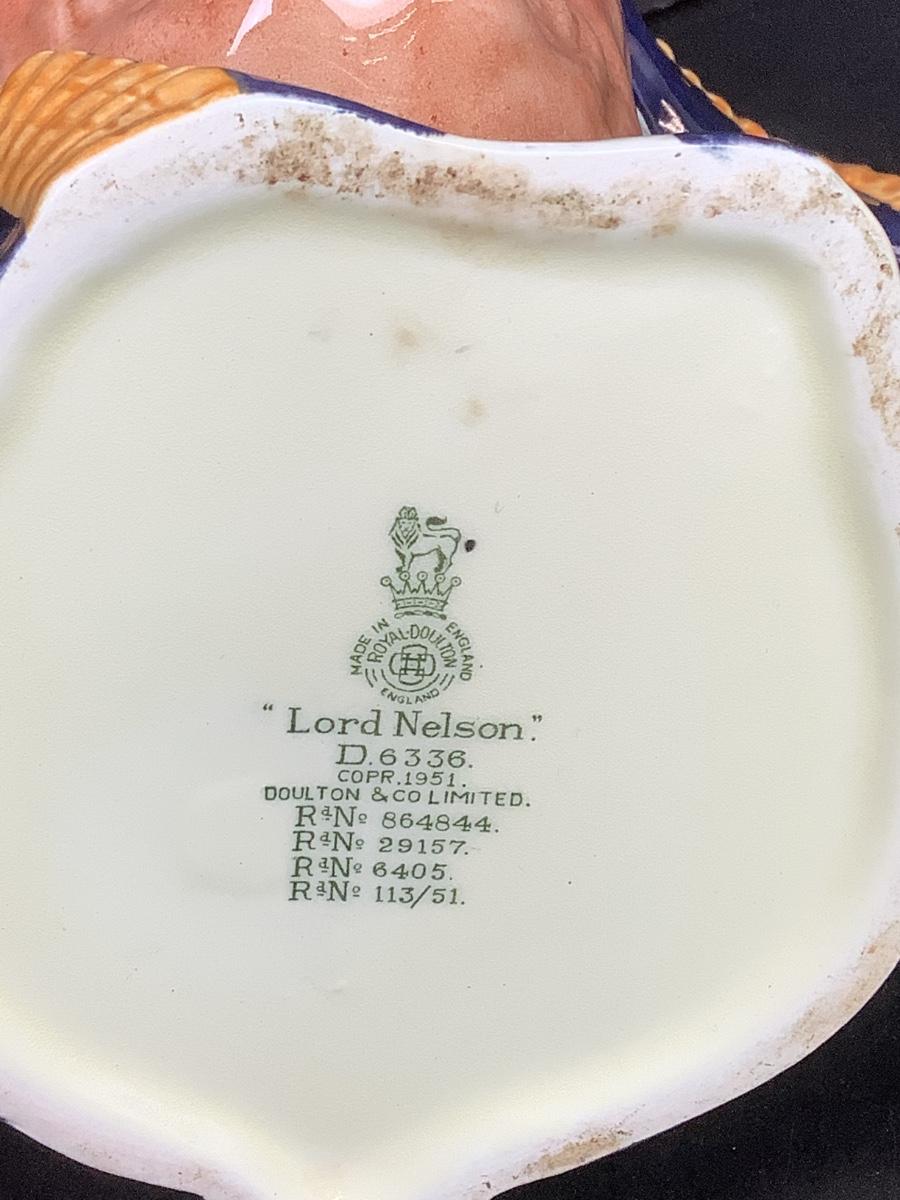 MADE IN ENGLAND
ROYAL·DOULTON
ENGLAND
“Lord Nelson.”
D.6336.
COPR.1951.
DOULTON & CO LIMITED.
RᵈNº 864844.
RᵈNº 29157.
RᵈNº 6405.
RᵈNº 113/51.